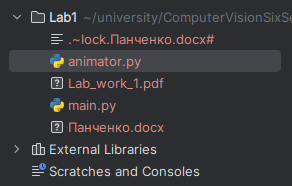 Lab1 ~/university/ComputerVisionSixSe
.~lock.Панченко.docx#
animator.py
Lab_work_1.pdf
main.py
Панченко.docx
External Libraries
Scratches and Consoles